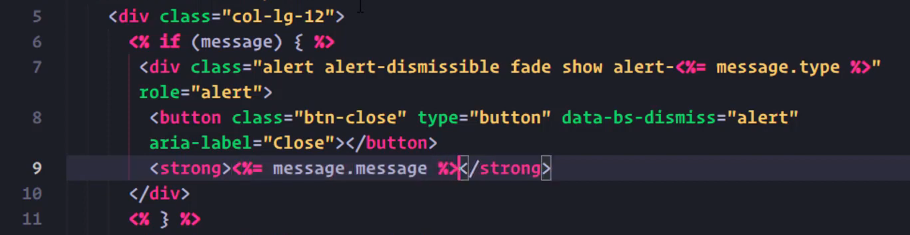 5 <div class="col-lg-12">
6 <% if (message) { %>
7 <div class="alert alert-dismissible fade show alert-<%= message.type %>"
role="alert">
8 <button class="btn-close" type="button" data-bs-dismiss="alert"
aria-label="Close"></button>
9 <strong><%= message.message %></strong>
10 </div>
11 <% } %>